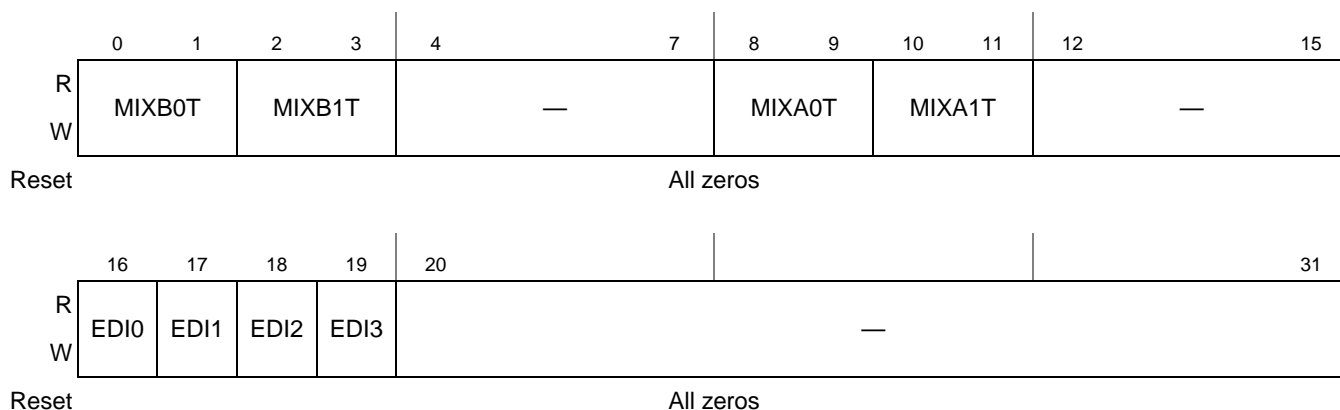 0 1 2 3 4 7 8 9 10 11 12 15
R
MIXB0T MIXB1T — MIXA0T MIXA1T —
W
Reset All zeros
16 17 18 19 20 31
R
EDI0 EDI1 EDI2 EDI3 —
W
Reset All zeros